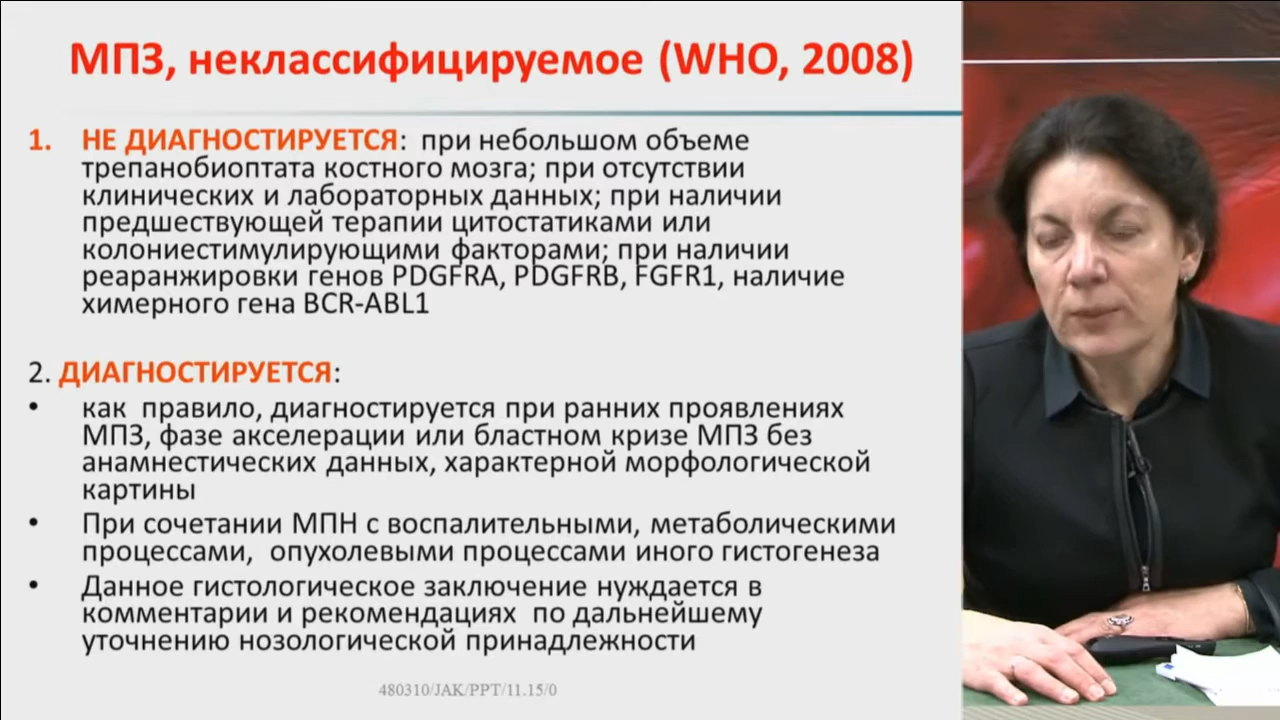 МПЗ, неклассифицируемое (WHO, 2008)
1. НЕ ДИАГНОСТИРУЕТСЯ: при небольшом объеме
трепанобиоптата костного мозга; при отсутствии
клинических и лабораторных данных; при наличии
предшествующей терапии цитостатиками или
колониестимулирующими факторами; при наличии
реаранжировки генов PDGFRA, PDGFRB, FGFR1, наличие
химерного гена BCR-ABL1
2. ДИАГНОСТИРУЕТСЯ:
• как правило, диагностируется при ранних проявлениях
МПЗ, фазе акселерации или бластном кризе МПЗ без
анамнестических данных, характерной морфологической
картины
• При сочетании МПН с воспалительными, метаболическими
процессами, опухолевыми процессами иного гистогенеза
• Данное гистологическое заключение нуждается в
комментарии и рекомендациях по дальнейшему
уточнению нозологической принадлежности
480310/JAK/PPT/11.15/0